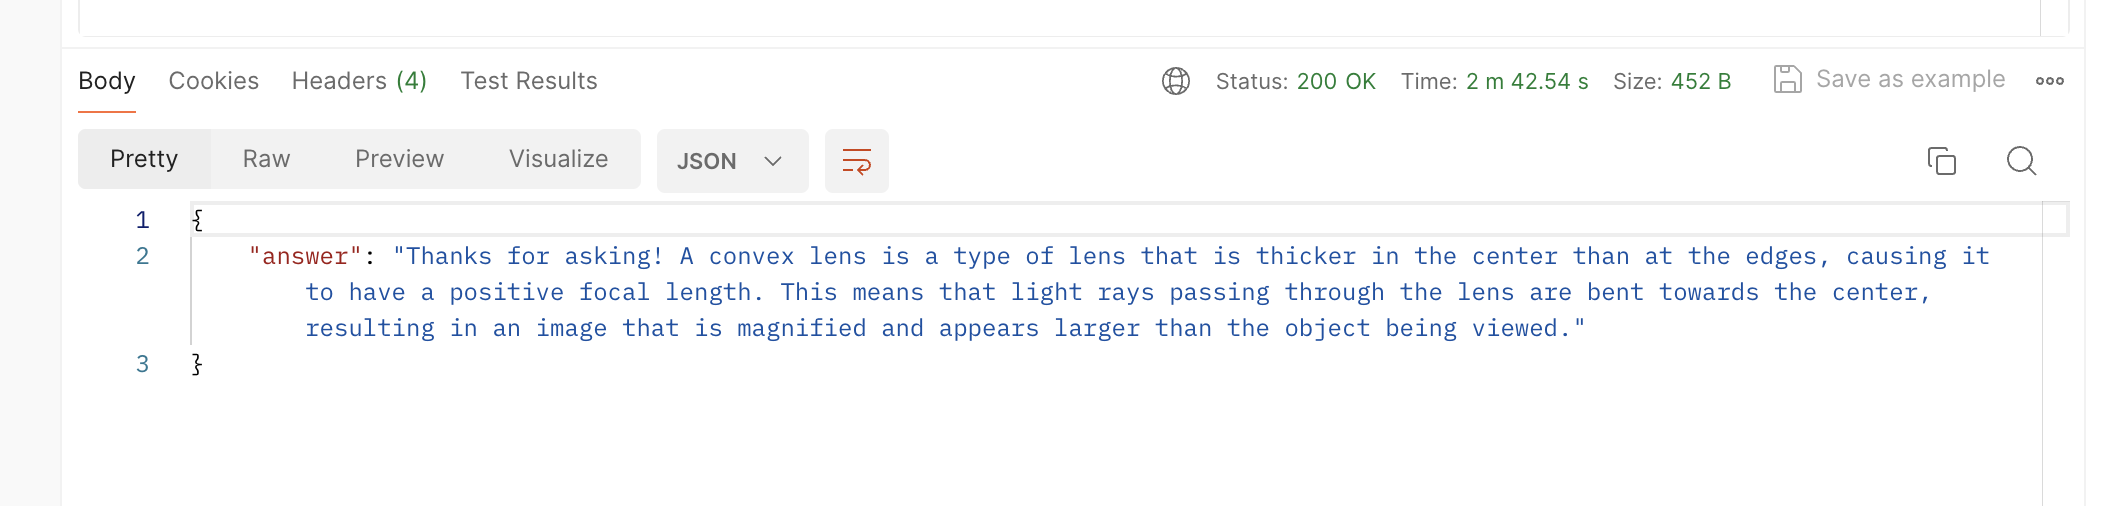 Body Cookies Headers (4) Test Results Status: 200 OK Time: 2 m 42.54 s Size: 452 B Save as example
Pretty Raw Preview Visualize JSON
1 {
2 "answer": "Thanks for asking! A convex lens is a type of lens that is thicker in the center than at the edges, causing it
to have a positive focal length. This means that light rays passing through the lens are bent towards the center,
resulting in an image that is magnified and appears larger than the object being viewed."
3 }